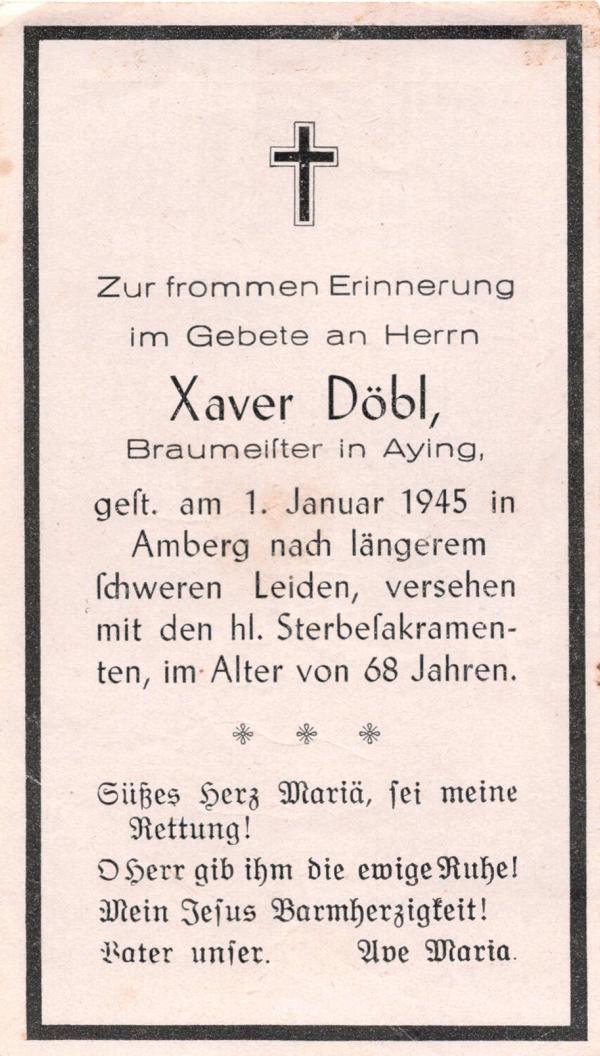 Zur frommen Erinnerung
im Gebete an Herrn
Xaver Döbl,
Braumeiſter in Aying,
geſt. am 1. Januar 1945 in
Amberg nach längerem
ſchweren Leiden, versehen
mit den hl. Sterbeſakramen-
ten, im Alter von 68 Jahren.
Süßes Herz Mariä, ſei meine
Rettung!
O Herr gib ihm die ewige Ruhe!
Mein Jeſus Barmherzigkeit!
Vater unſer. Ave Maria.